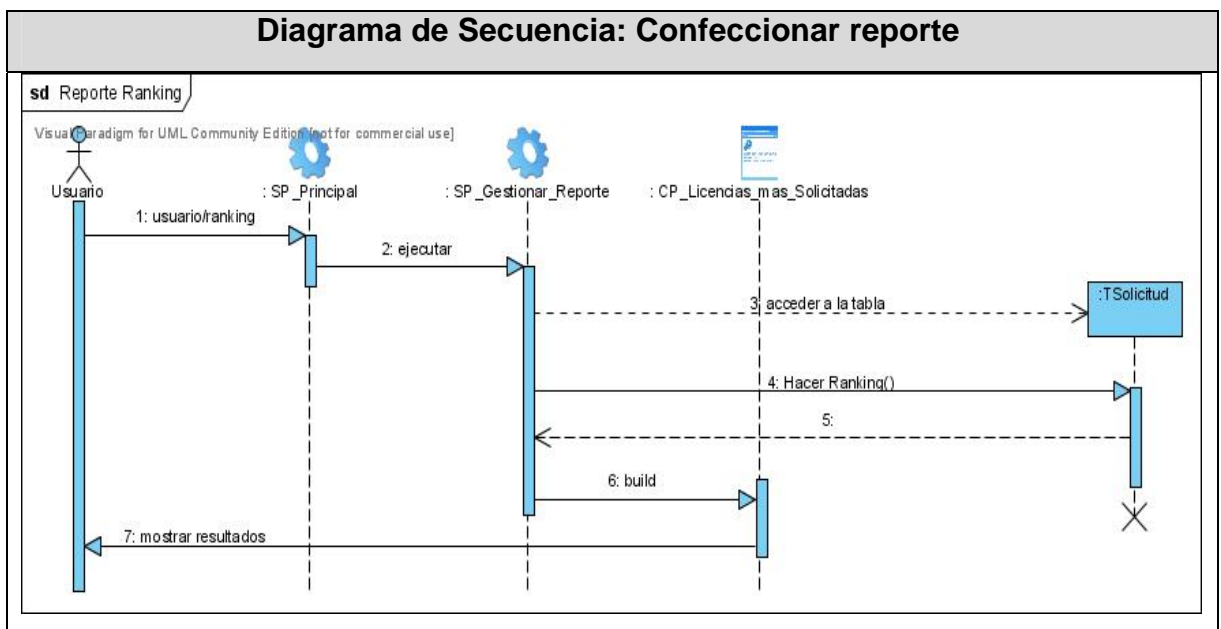 Diagrama de Secuencia: Confeccionar reporte
sd Reporte Ranking
Visual Paradigm for UML Community Edition [not for commercial use]
Usuario
: SP_Principal
: SP_Gestionar_Reporte
: CP_Licencias_mas_Solicitadas
1: usuario/ranking
2: ejecutar
:TSolicitud
3: acceder a la tabla
4: Hacer Ranking()
5:
6: build
7: mostrar resultados